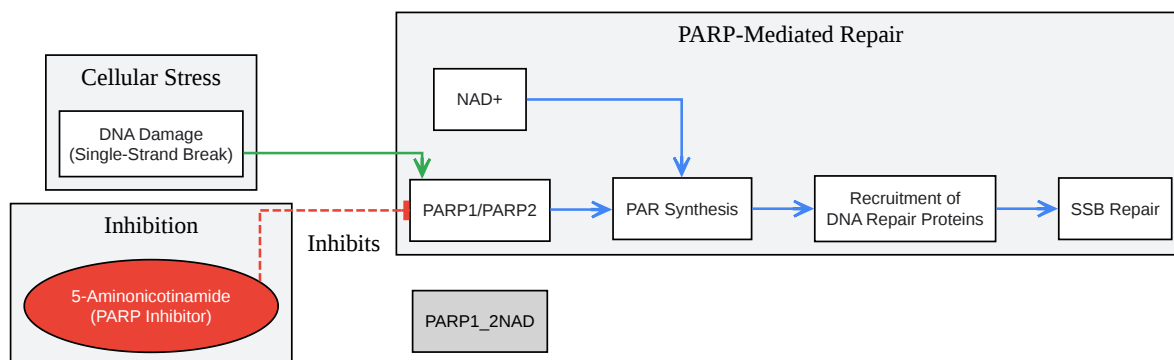 PARP-Mediated Repair
Cellular Stress
NAD+
DNA Damage
(Single-Strand Break)
PARP1/PARP2
PAR Synthesis
Recruitment of
DNA Repair Proteins
SSB Repair
Inhibition
Inhibits
5-Aminonicotinamide
(PARP Inhibitor)
PARP1_2NAD